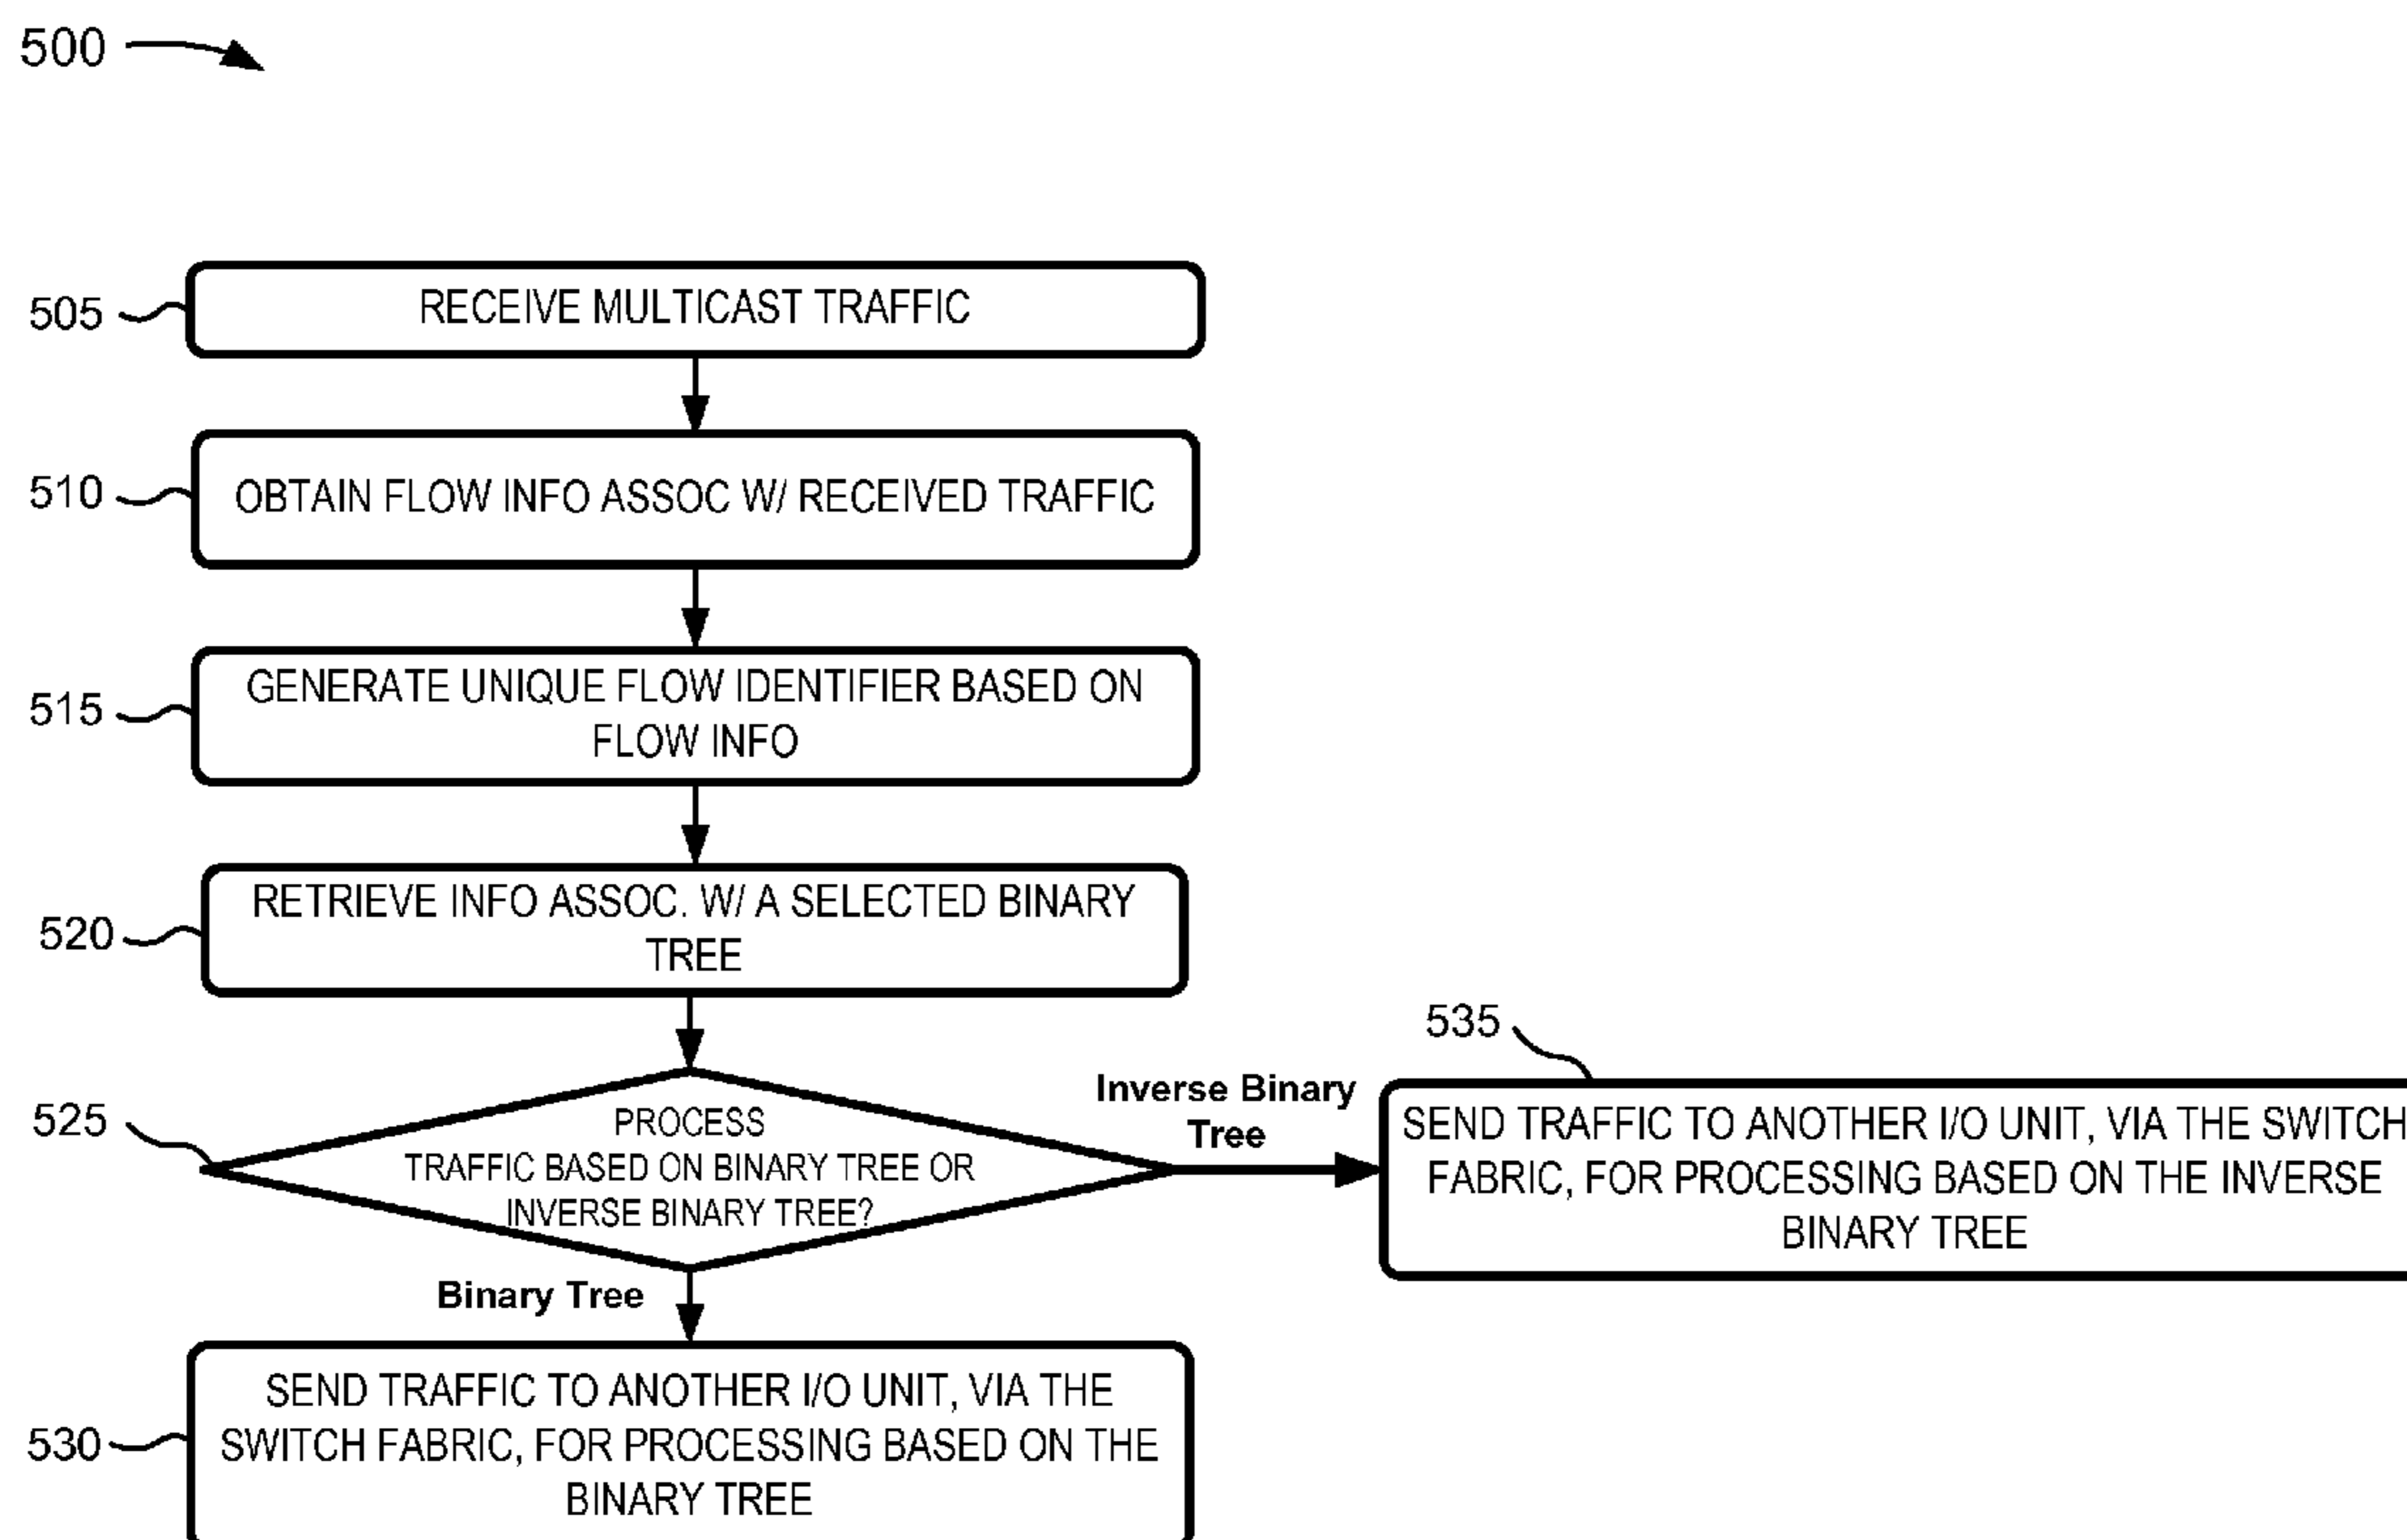 500
505
RECEIVE MULTICAST TRAFFIC
510
OBTAIN FLOW INFO ASSOC W/ RECEIVED TRAFFIC
515
GENERATE UNIQUE FLOW IDENTIFIER BASED ON
FLOW INFO
520
RETRIEVE INFO ASSOC. W/ A SELECTED BINARY
TREE
525
PROCESS
TRAFFIC BASED ON BINARY TREE OR
INVERSE BINARY TREE?
Inverse Binary
Tree
535
SEND TRAFFIC TO ANOTHER I/O UNIT, VIA THE SWITCH
FABRIC, FOR PROCESSING BASED ON THE INVERSE
BINARY TREE
Binary Tree
530
SEND TRAFFIC TO ANOTHER I/O UNIT, VIA THE
SWITCH FABRIC, FOR PROCESSING BASED ON THE
BINARY TREE